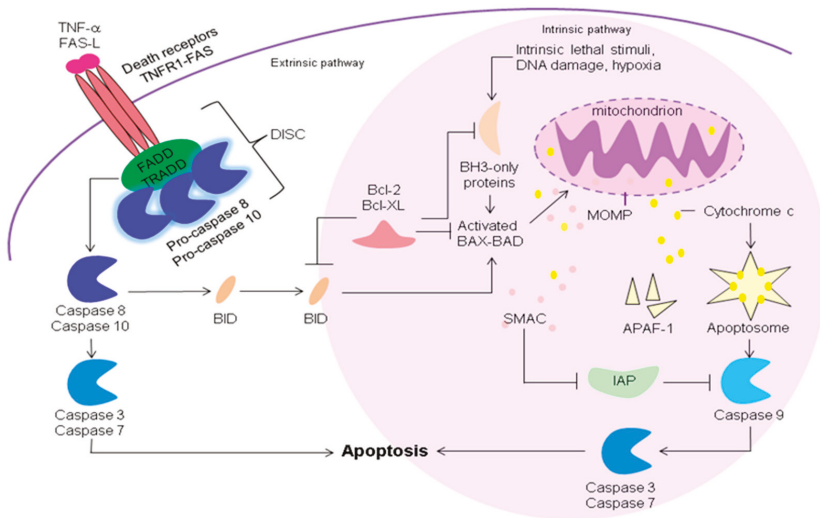 TNF-α
FAS-L
Death receptors
TNFR1-FAS
Extrinsic pathway
Intrinsic pathway
Intrinsic lethal stimuli,
DNA damage, hypoxia
FADD
TRADD
DISC
Pro-caspase 8
Pro-caspase 10
mitochondrion
BH3-only
proteins
Bcl-2
Bcl-XL
Activated
BAX-BAD
MOMP
Cytochrome c
Caspase 8
Caspase 10
BID
BID
SMAC
APAF-1
Apoptosome
IAP
Caspase 3
Caspase 7
Caspase 9
Apoptosis
Caspase 3
Caspase 7